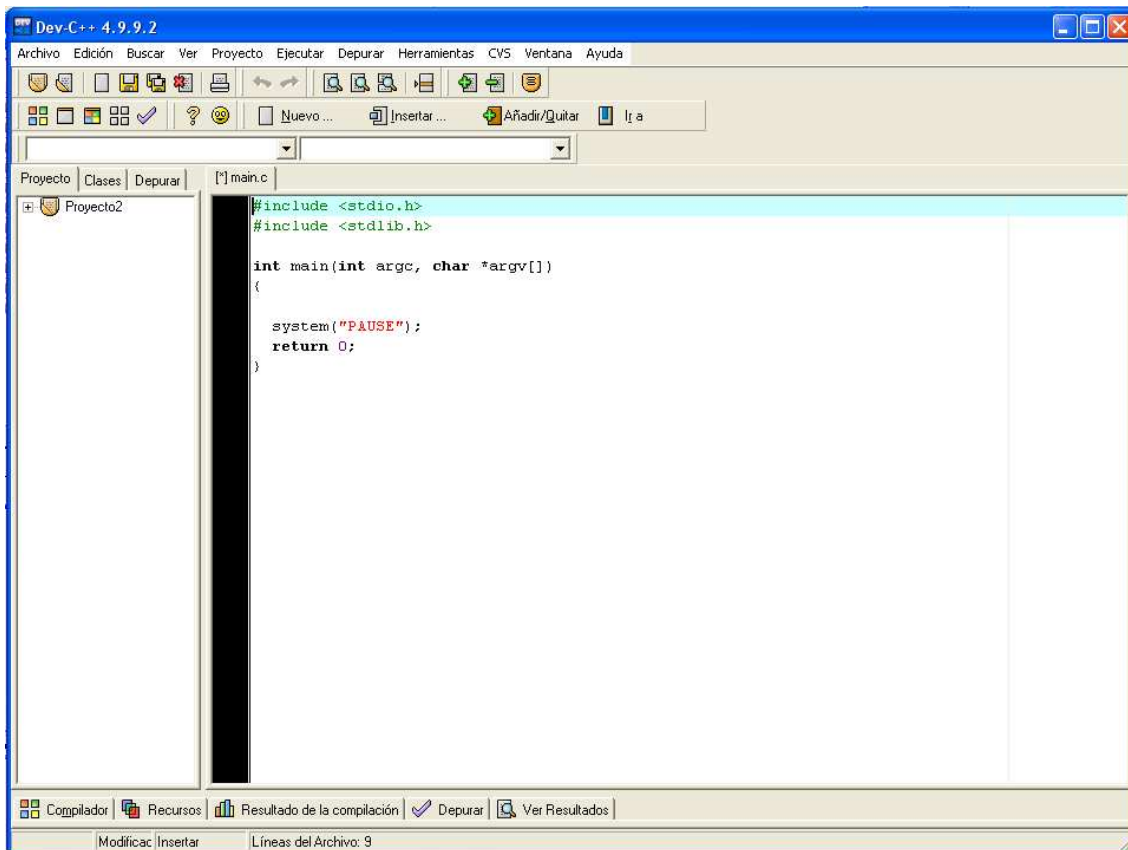 Dev-C++ 4.9.9.2
Archivo Edición Buscar Ver Proyecto Ejecutar Depurar Herramientas CVS Ventana Ayuda
Nuevo ... Insertar ... Añadir/Quitar Ir a
Proyecto Clases Depurar [*] main.c
Proyecto2
#include <stdio.h>
#include <stdlib.h>
int main(int argc, char *argv[])
{
system("PAUSE");
return 0;
}
Compilador Recursos Resultado de la compilación Depurar Ver Resultados
Modificac Insertar Líneas del Archivo: 9